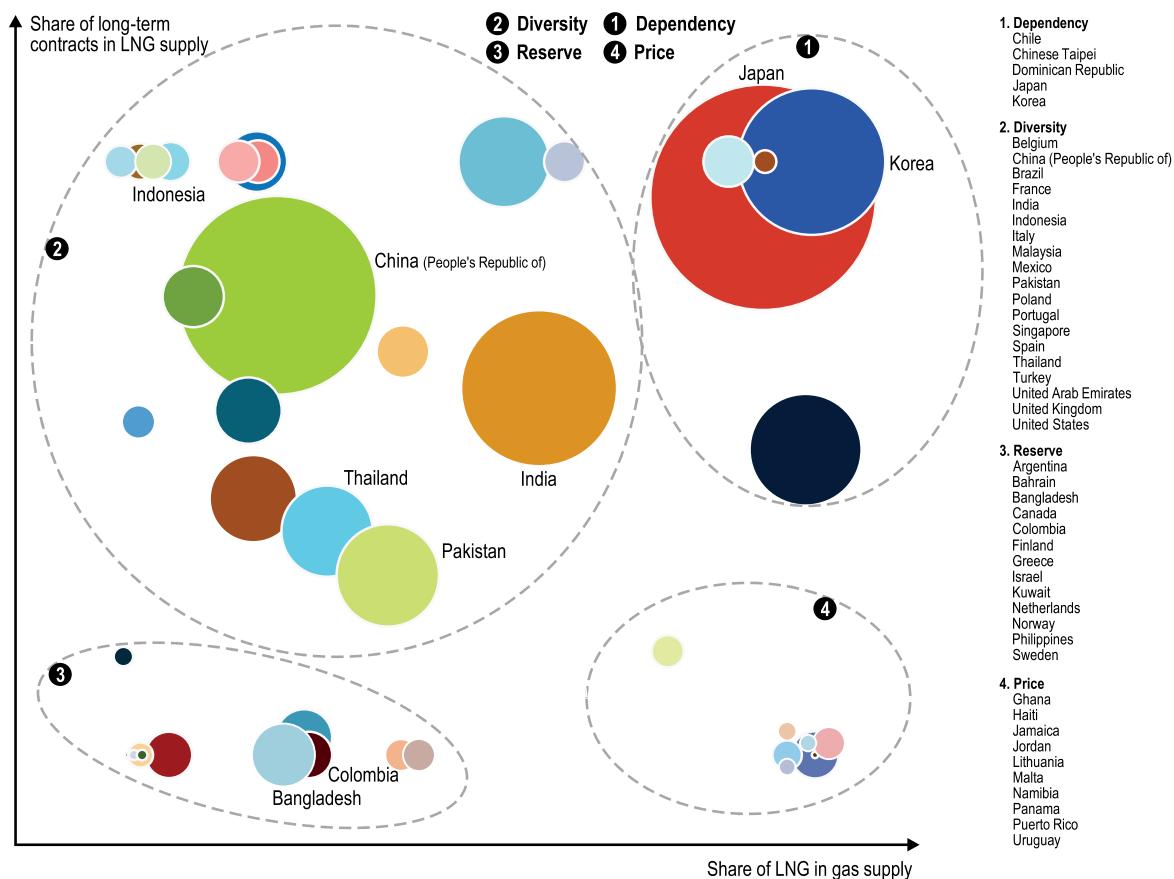 Share of long-term
contracts in LNG supply
2 Diversity 1 Dependency
3 Reserve 4 Price
1
Japan
Korea
Indonesia
2
China (People's Republic of)
India
Thailand
Pakistan
4
3
Colombia
Bangladesh
Share of LNG in gas supply
1. Dependency
Chile
Chinese Taipei
Dominican Republic
Japan
Korea
2. Diversity
Belgium
China (People's Republic of)
Brazil
France
India
Indonesia
Italy
Malaysia
Mexico
Pakistan
Poland
Portugal
Singapore
Spain
Thailand
Turkey
United Arab Emirates
United Kingdom
United States
3. Reserve
Argentina
Bahrain
Bangladesh
Canada
Colombia
Finland
Greece
Israel
Kuwait
Netherlands
Norway
Philippines
Sweden
4. Price
Ghana
Haiti
Jamaica
Jordan
Lithuania
Malta
Namibia
Panama
Puerto Rico
Uruguay